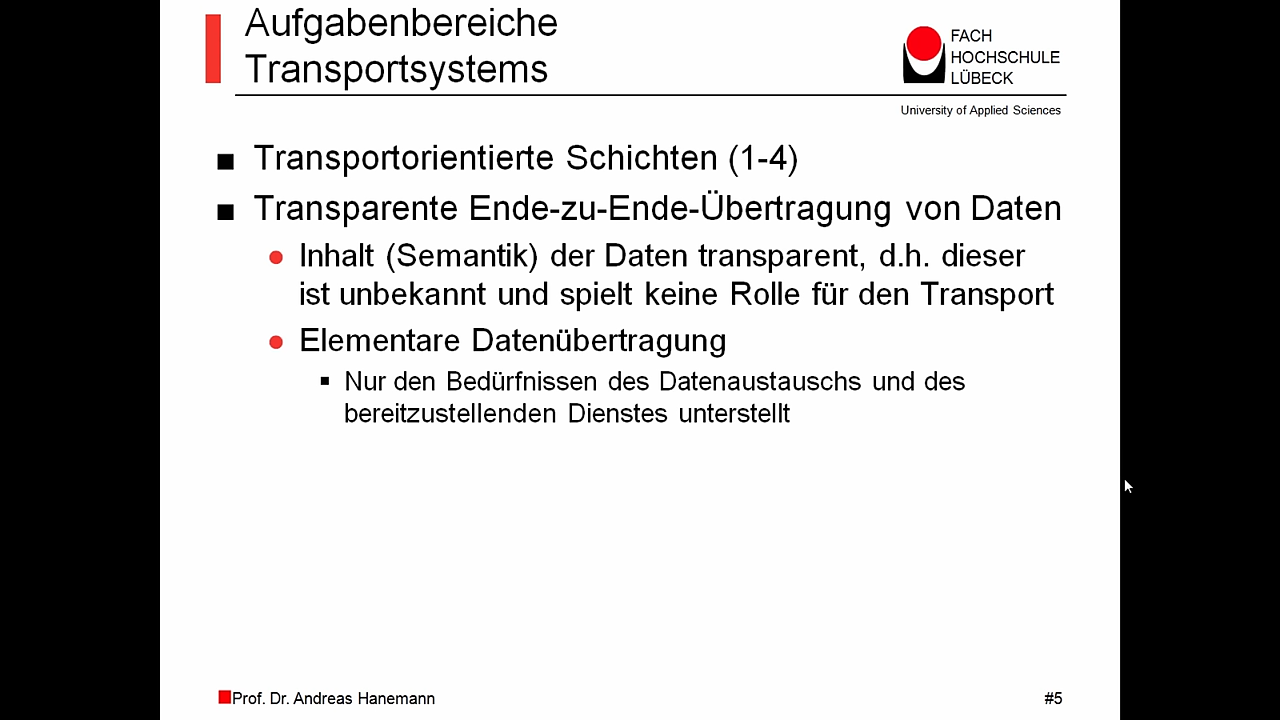 Aufgabenbereiche
Transportsystems
FACH
HOCHSCHULE
LÜBECK
University of Applied Sciences
Transportorientierte Schichten (1-4)
Transparente Ende-zu-Ende-Übertragung von Daten
Inhalt (Semantik) der Daten transparent, d.h. dieser
ist unbekannt und spielt keine Rolle für den Transport
Elementare Datenübertragung
Nur den Bedürfnissen des Datenaustauschs und des
bereitzustellenden Dienstes unterstellt
Prof. Dr. Andreas Hanemann
#5